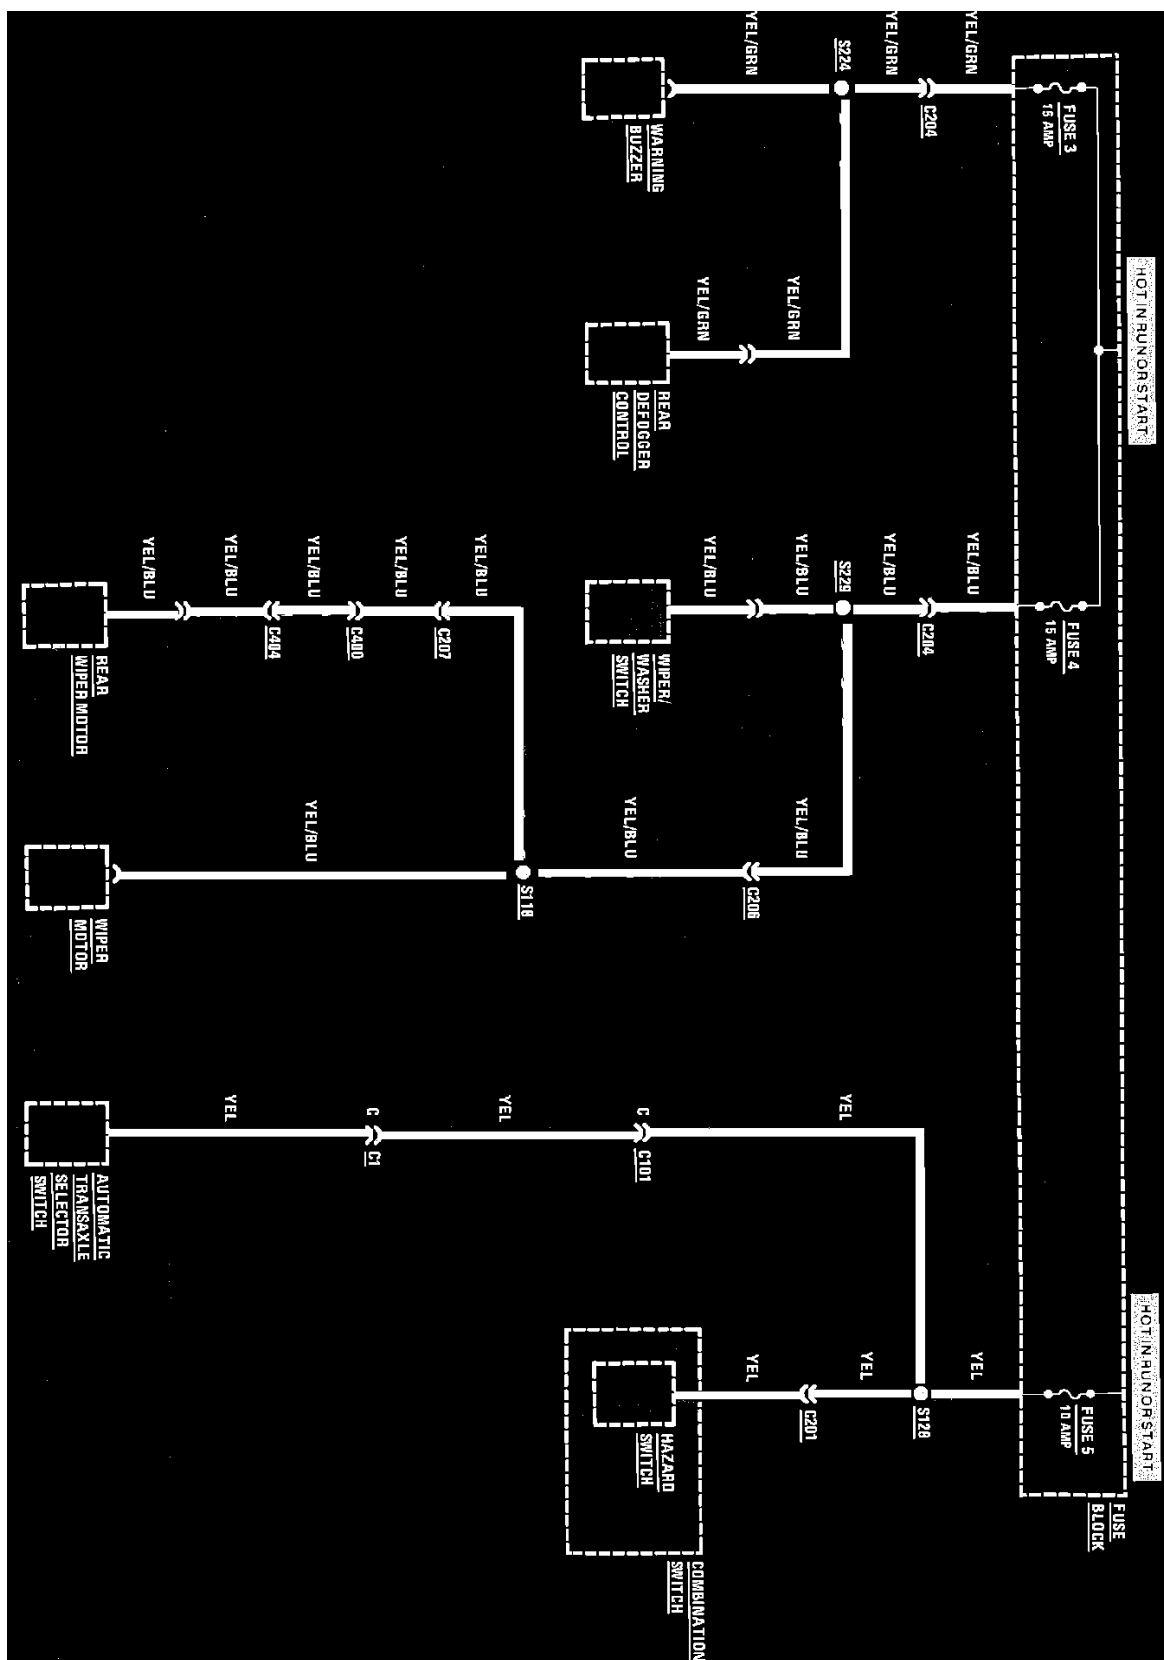 HOT IN RUN OR START
HOT IN RUN OR START
FUSE
BLOCK
FUSE 3
15 AMP
FUSE 4
15 AMP
FUSE 5
10 AMP
YEL/GRN
YEL/BLU
YEL
C204
C204
YEL/GRN
YEL/BLU
S128
YEL
S224
S229
C201
YEL/GRN
YEL/GRN
YEL/BLU
YEL/BLU
YEL
YEL
C206
YEL/GRN
YEL/BLU
WARNING
BUZZER
REAR
DEFOGGER
CONTROL
WIPER/
WASHER
SWITCH
YEL/BLU
C
C101
HAZARD
SWITCH
COMBINATION
SWITCH
S116
YEL/BLU
YEL
C207
YEL/BLU
C
C1
C400
YEL/BLU
YEL/BLU
C404
YEL/BLU
YEL
YEL/BLU
REAR
WIPER MOTOR
WIPER
MOTOR
AUTOMATIC
TRANSAXLE
SELECTOR
SWITCH